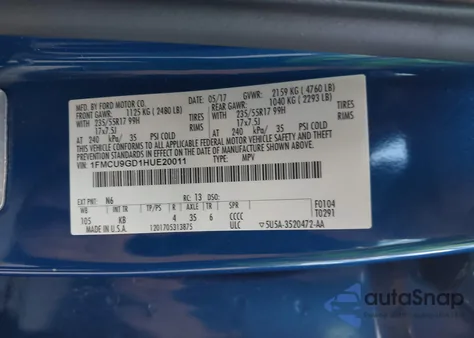 MFD. BY FORD MOTOR CO.
05/17 GVWR: 2159 KG (4760 LB)
FRONT GAWR: 1125 KG (2480 LB) REAR GAWR: 1040 KG (2293 LB)
WITH 235/55R17 99H TIRES WITH 235/55R17 99H TIRES
17x7.5J RIMS 17x7.5J RIMS
AT 240 kPa/ 35 PSI COLD AT 240 kPa/ 35 PSI COLD
THIS VEHICLE CONFORMS TO ALL APPLICABLE FEDERAL MOTOR VEHICLE SAFETY AND THEFT PREVENTION STANDARDS IN EFFECT ON THE DATE OF MANUFACTURE SHOWN ABOVE.
VIN: 1FMCU9GD1HUE20011 TYPE: MPV
EXT PNT: N6 RC: 13 DSO: F0104
WB INT TR TP/PS R AXLE TR SPR T0291
105 KB 4 35 6 CCCC
MADE IN U.S.A. ULC 5USA-3520472-AA
1201705313875
autoSnap